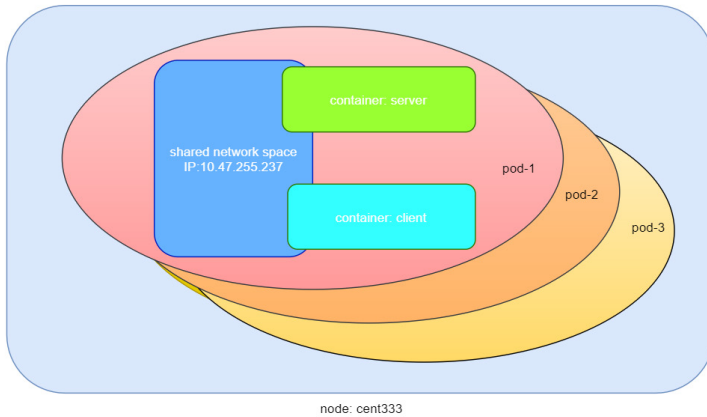 container: server
shared network space
IP:10.47.255.237
pod-1
pod-2
container: client
pod-3
node: cent333